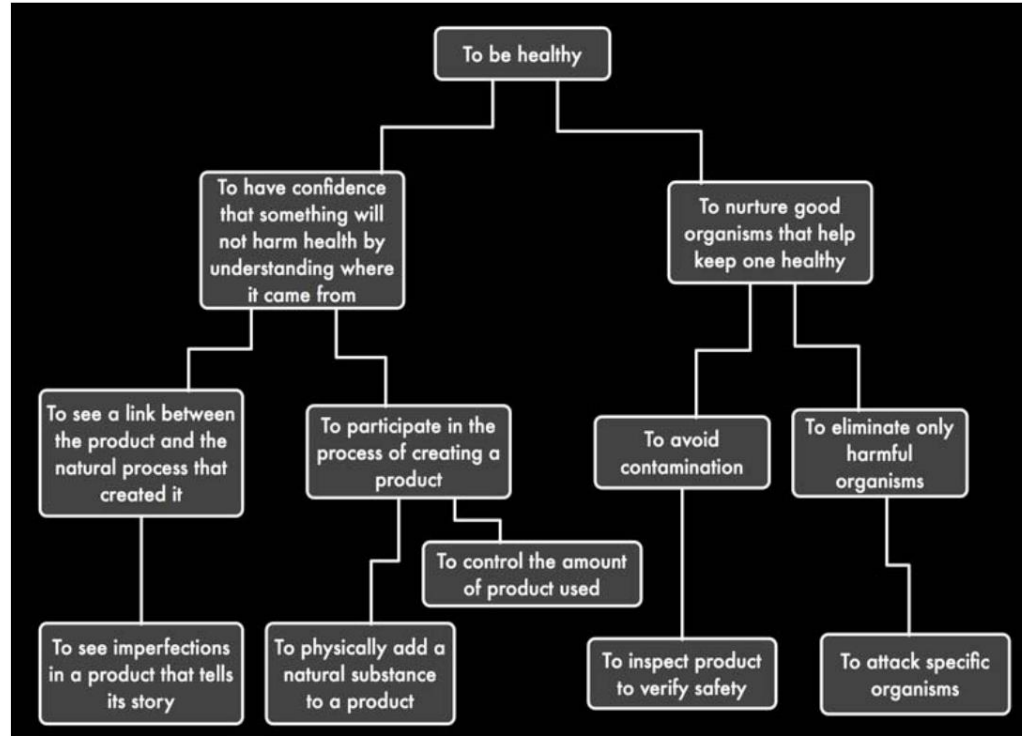 To be healthy
To have confidence
that something will
not harm health by
understanding where
it came from
To nurture good
organisms that help
keep one healthy
To see a link between
the product and the
natural process that
created it
To participate in the
process of creating a
product
To avoid
contamination
To eliminate only
harmful
organisms
To control the amount
of product used
To see imperfections
in a product that tells
its story
To physically add a
natural substance
to a product
To inspect product
to verify safety
To attack specific
organisms